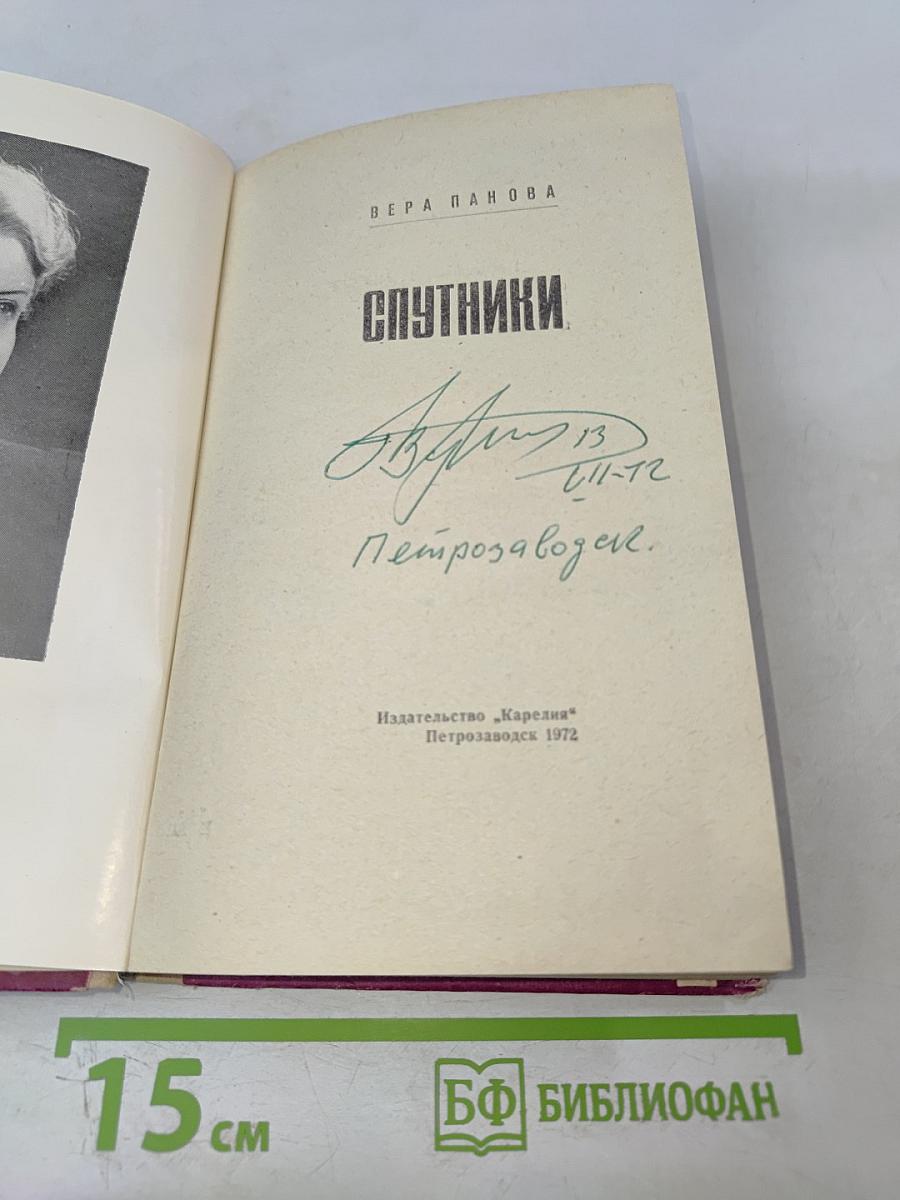 ВЕРА ПАНОВА
СПУТНИКИ
13
VII-72
Петрозаводск.
Издательство „Карелия“
Петрозаводск 1972
15 см
БФ БИБЛИОФАН